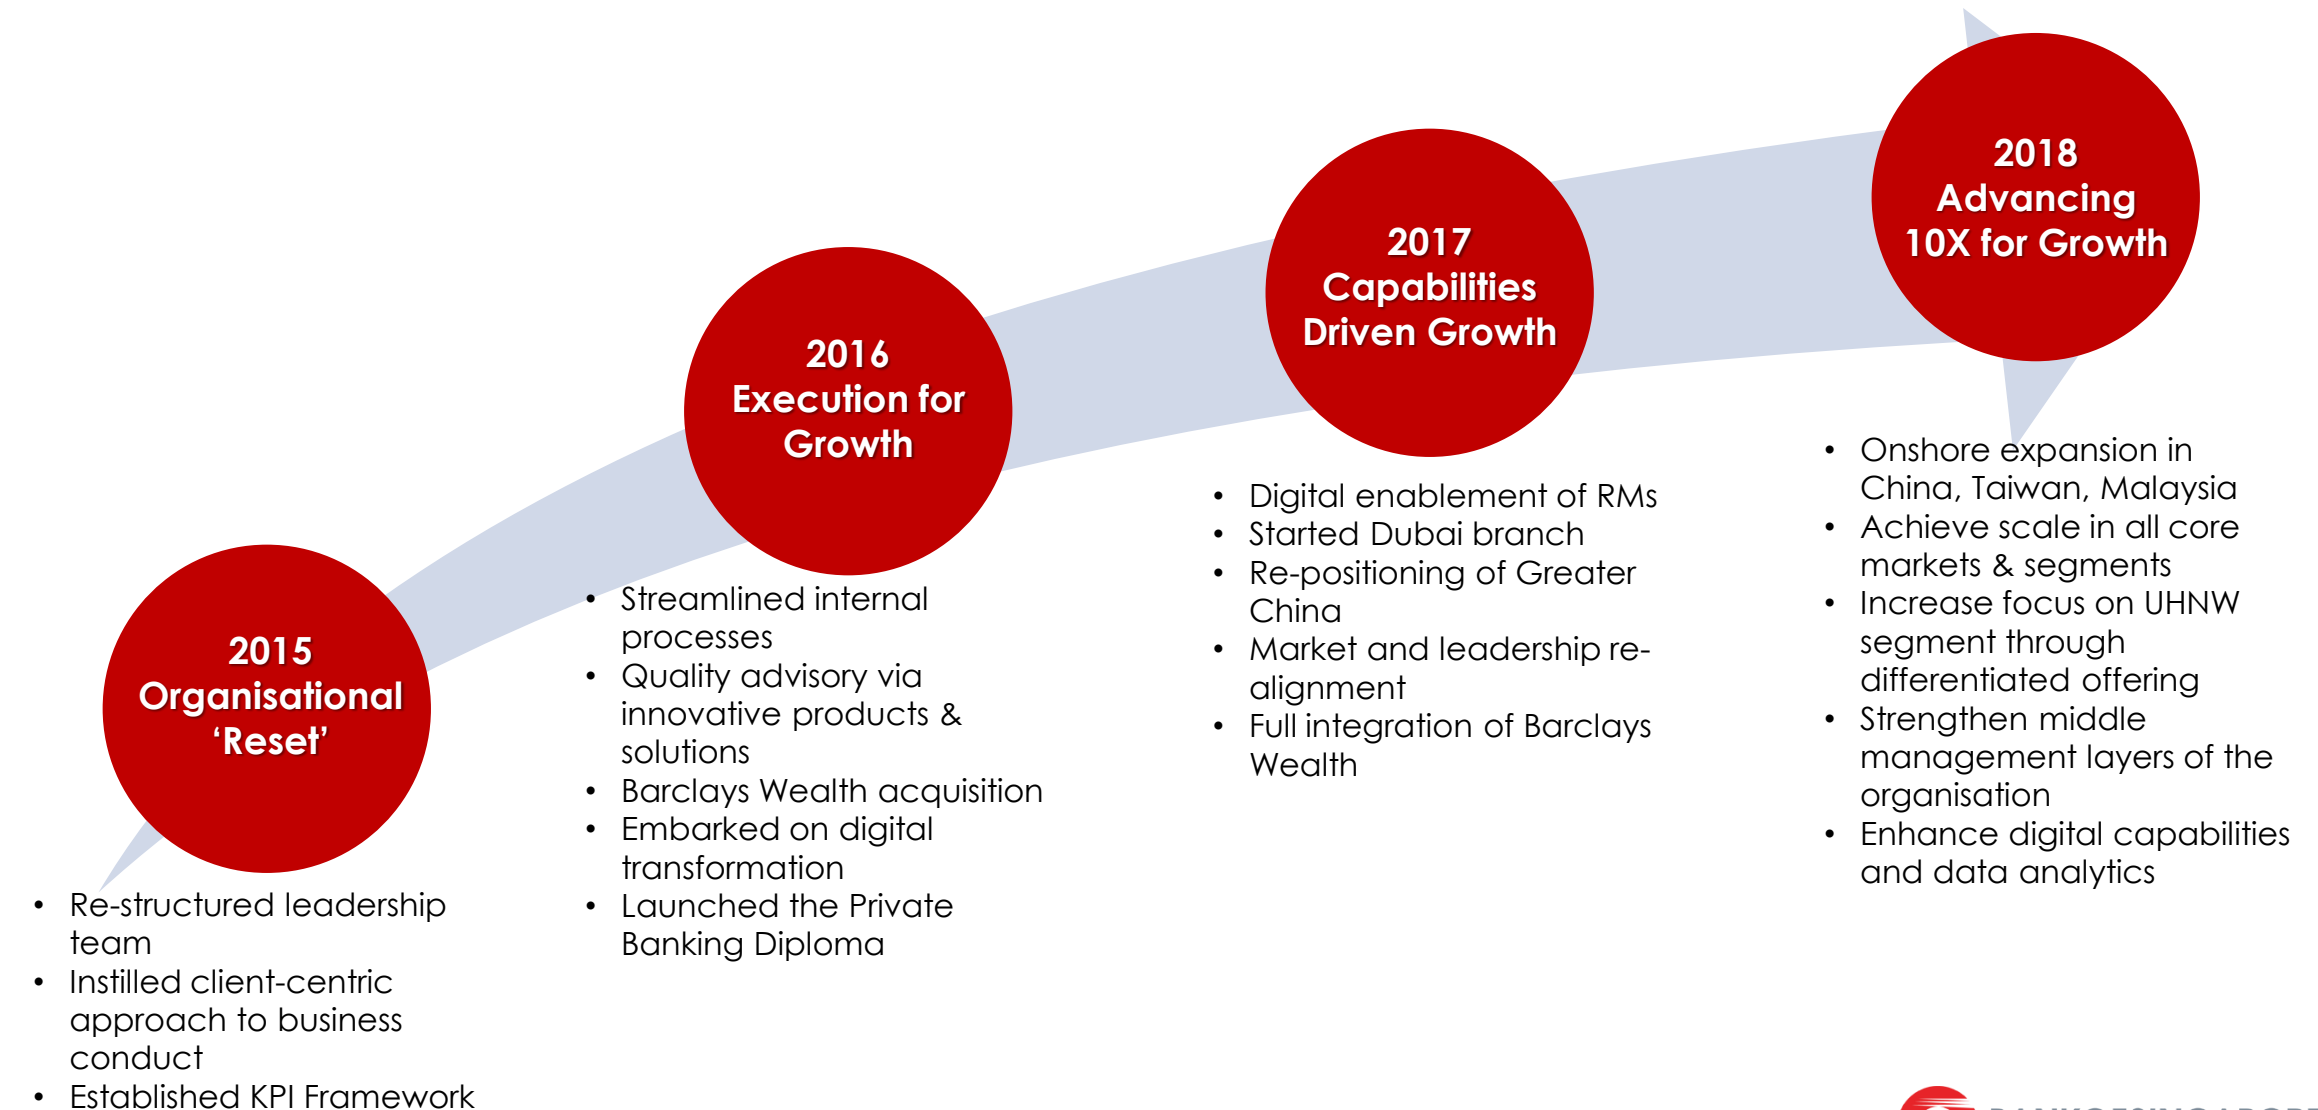 2015
Organisational
‘Reset’
• Re-structured leadership
team
• Instilled client-centric
approach to business
conduct
• Established KPI Framework
2016
Execution for
Growth
• Streamlined internal
processes
• Quality advisory via
innovative products &
solutions
• Barclays Wealth acquisition
• Embarked on digital
transformation
• Launched the Private
Banking Diploma
2017
Capabilities
Driven Growth
• Digital enablement of RMs
• Started Dubai branch
• Re-positioning of Greater
China
• Market and leadership re-
alignment
• Full integration of Barclays
Wealth
2018
Advancing
10X for Growth
• Onshore expansion in
China, Taiwan, Malaysia
• Achieve scale in all core
markets & segments
• Increase focus on UHNW
segment through
differentiated offering
• Strengthen middle
management layers of the
organisation
• Enhance digital capabilities
and data analytics